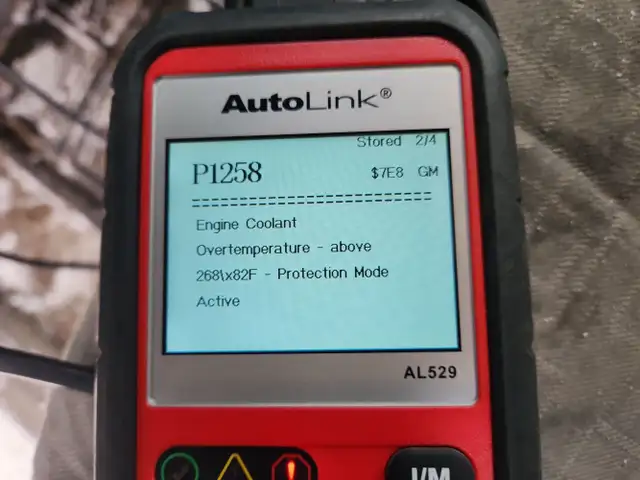 AutoLink®
Stored 2/4
P1258 $7E8 GM
==============================
Engine Coolant
Overtemperature - above
268\x82F - Protection Mode
Active
AL529
I/M